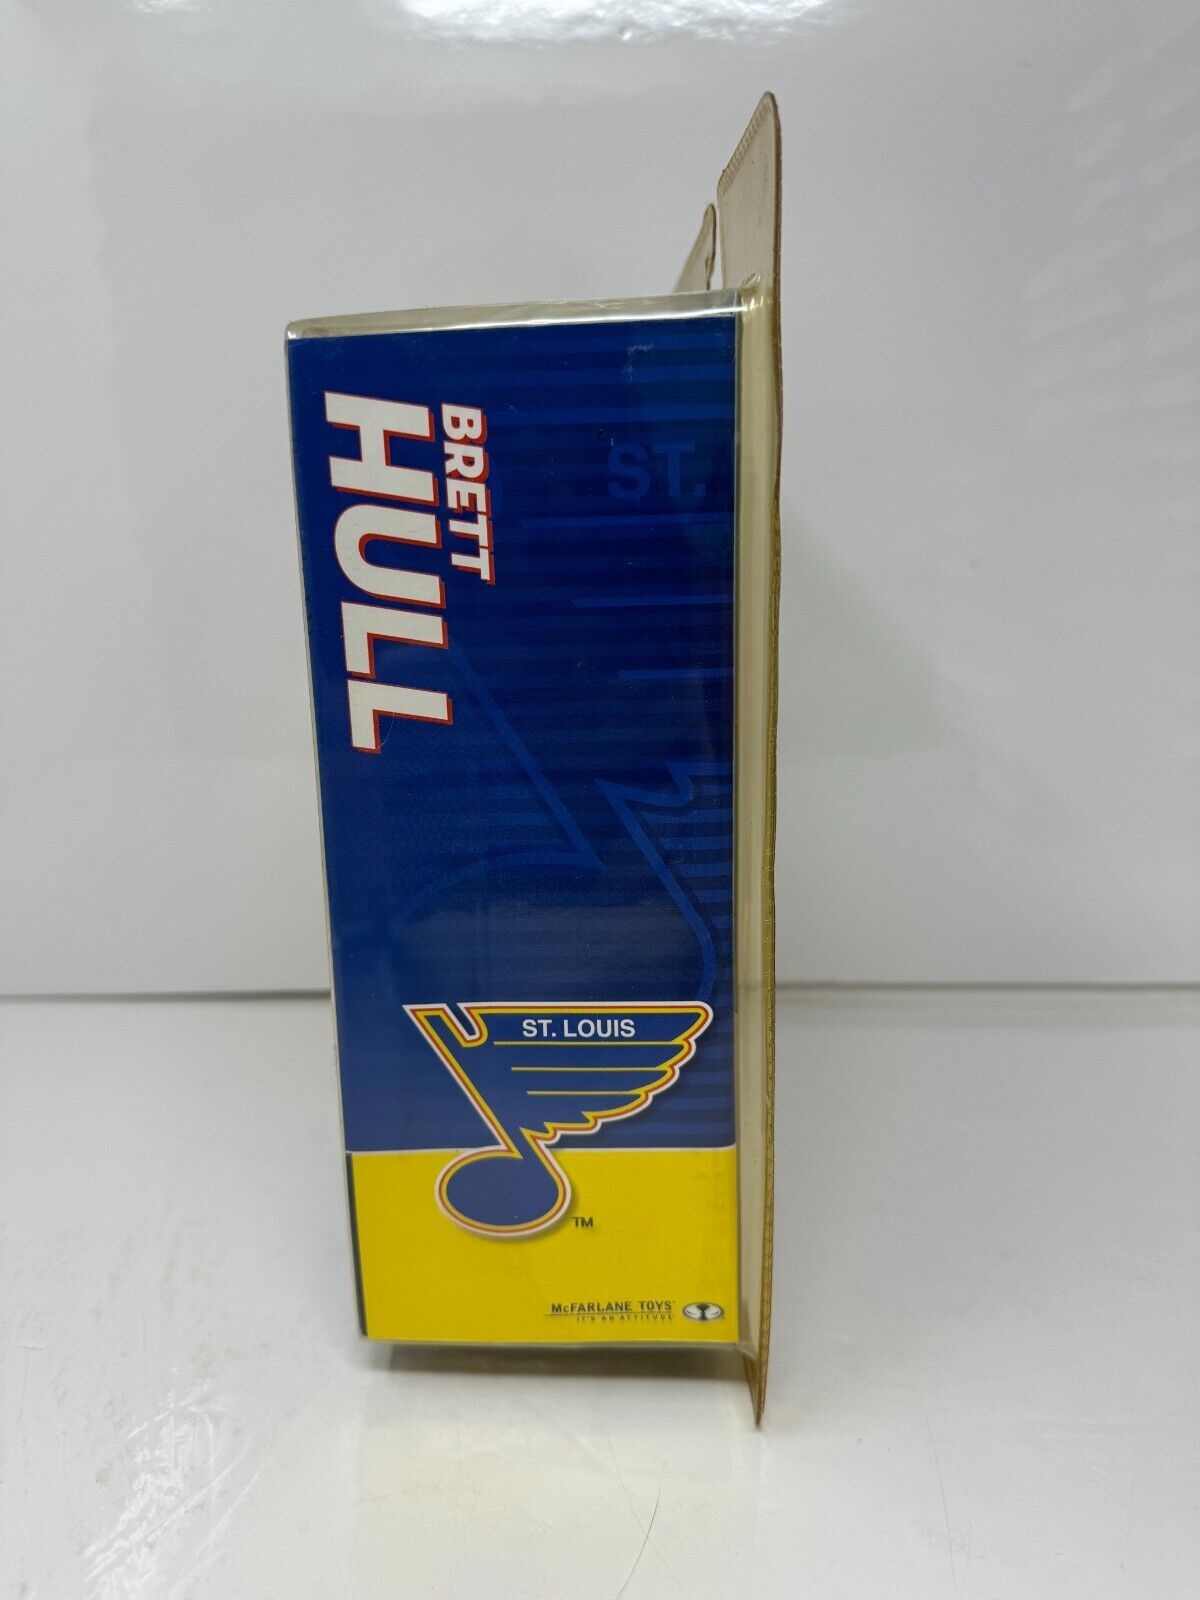 BRETT
HULL
ST.
ST. LOUIS
TM
McFARLANE TOYS
IT'S AN ATTITUDE